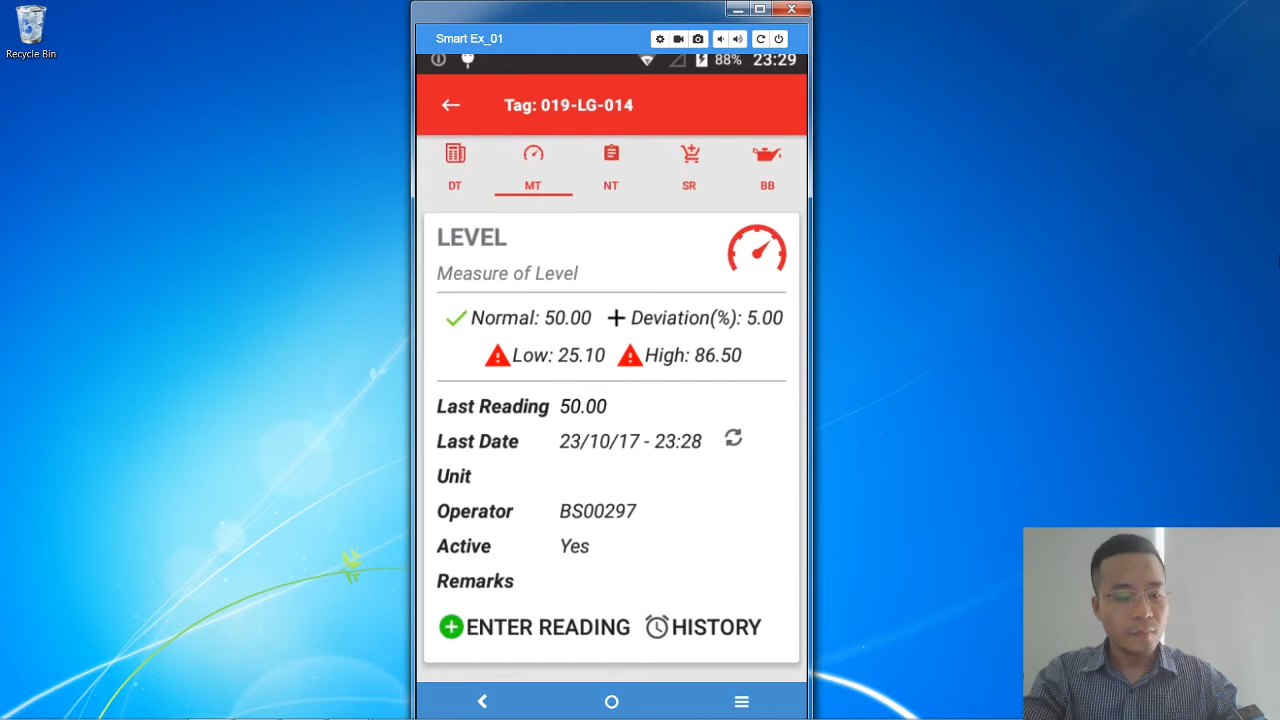 Smart Ex_01
Recycle Bin
88% 23:29
Tag: 019-LG-014
DT MT NT SR BB
LEVEL
Measure of Level
Normal: 50.00 Deviation(%): 5.00
Low: 25.10 High: 86.50
Last Reading 50.00
Last Date 23/10/17 - 23:28
Unit
Operator BS00297
Active Yes
Remarks
ENTER READING HISTORY